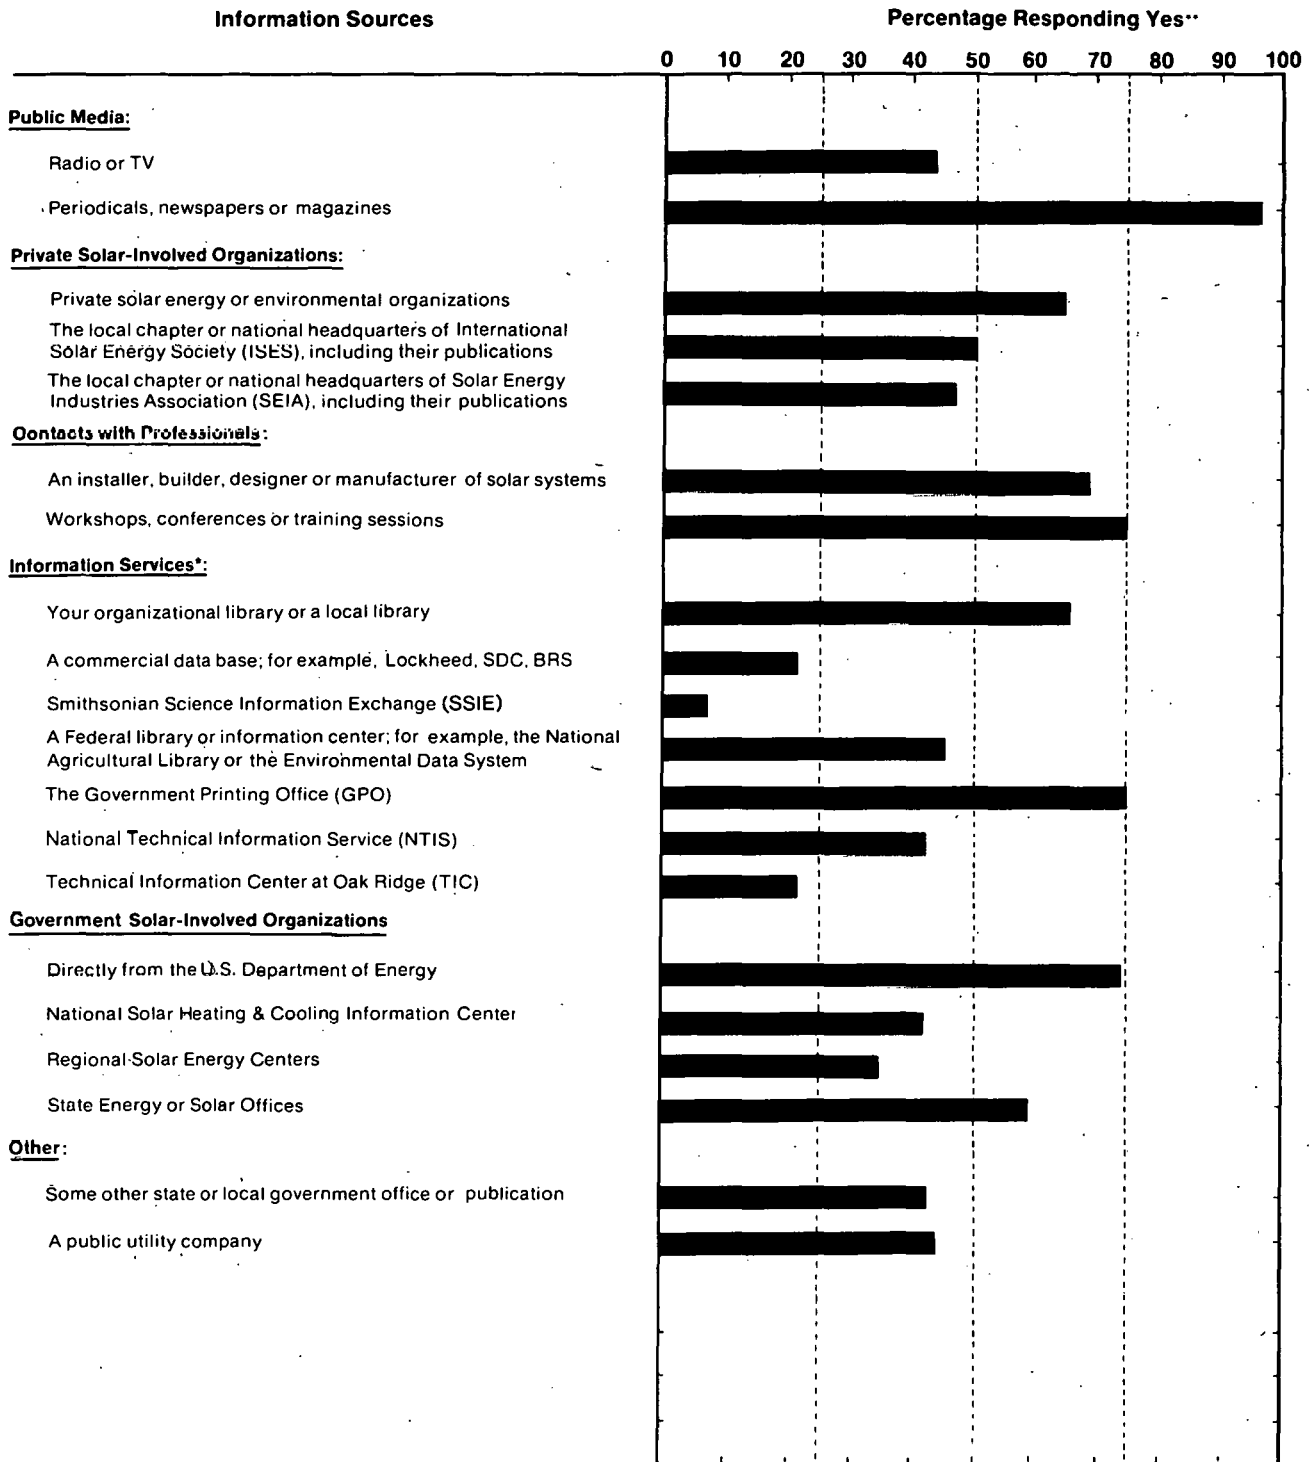 Information Sources
Percentage Responding Yes**
0 10 20 30 40 50 60 70 80 90 100
Public Media:
Radio or TV
Periodicals, newspapers or magazines
Private Solar-Involved Organizations:
Private solar energy or environmental organizations
The local chapter or national headquarters of International
Solar Energy Society (ISES), including their publications
The local chapter or national headquarters of Solar Energy
Industries Association (SEIA), including their publications
Contacts with Professionals:
An installer, builder, designer or manufacturer of solar systems
Workshops, conferences or training sessions
Information Services*:
Your organizational library or a local library
A commercial data base; for example, Lockheed, SDC, BRS
Smithsonian Science Information Exchange (SSIE)
A Federal library or information center; for example, the National
Agricultural Library or the Environmental Data System
The Government Printing Office (GPO)
National Technical Information Service (NTIS)
Technical Information Center at Oak Ridge (TIC)
Government Solar-Involved Organizations
Directly from the U.S. Department of Energy
National Solar Heating & Cooling Information Center
Regional Solar Energy Centers
State Energy or Solar Offices
Other:
Some other state or local government office or publication
A public utility company